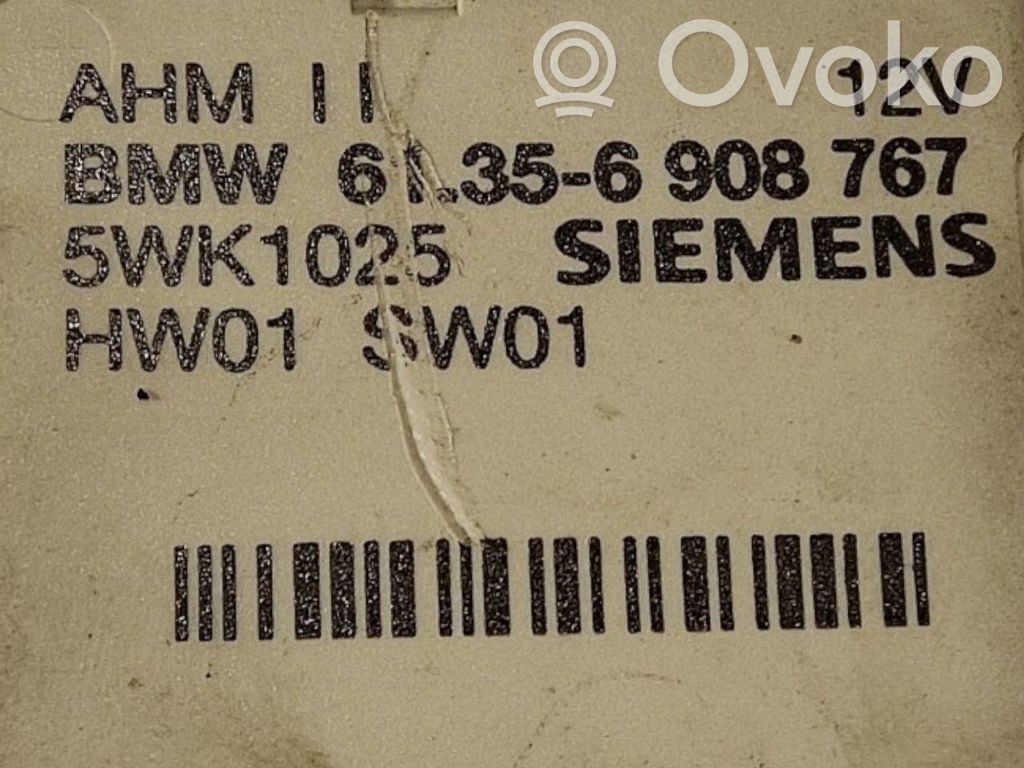 Ovoko
AHM II 12V
BMW 61.35-6 908 767
5WK1025 SIEMENS
HW01 SW01